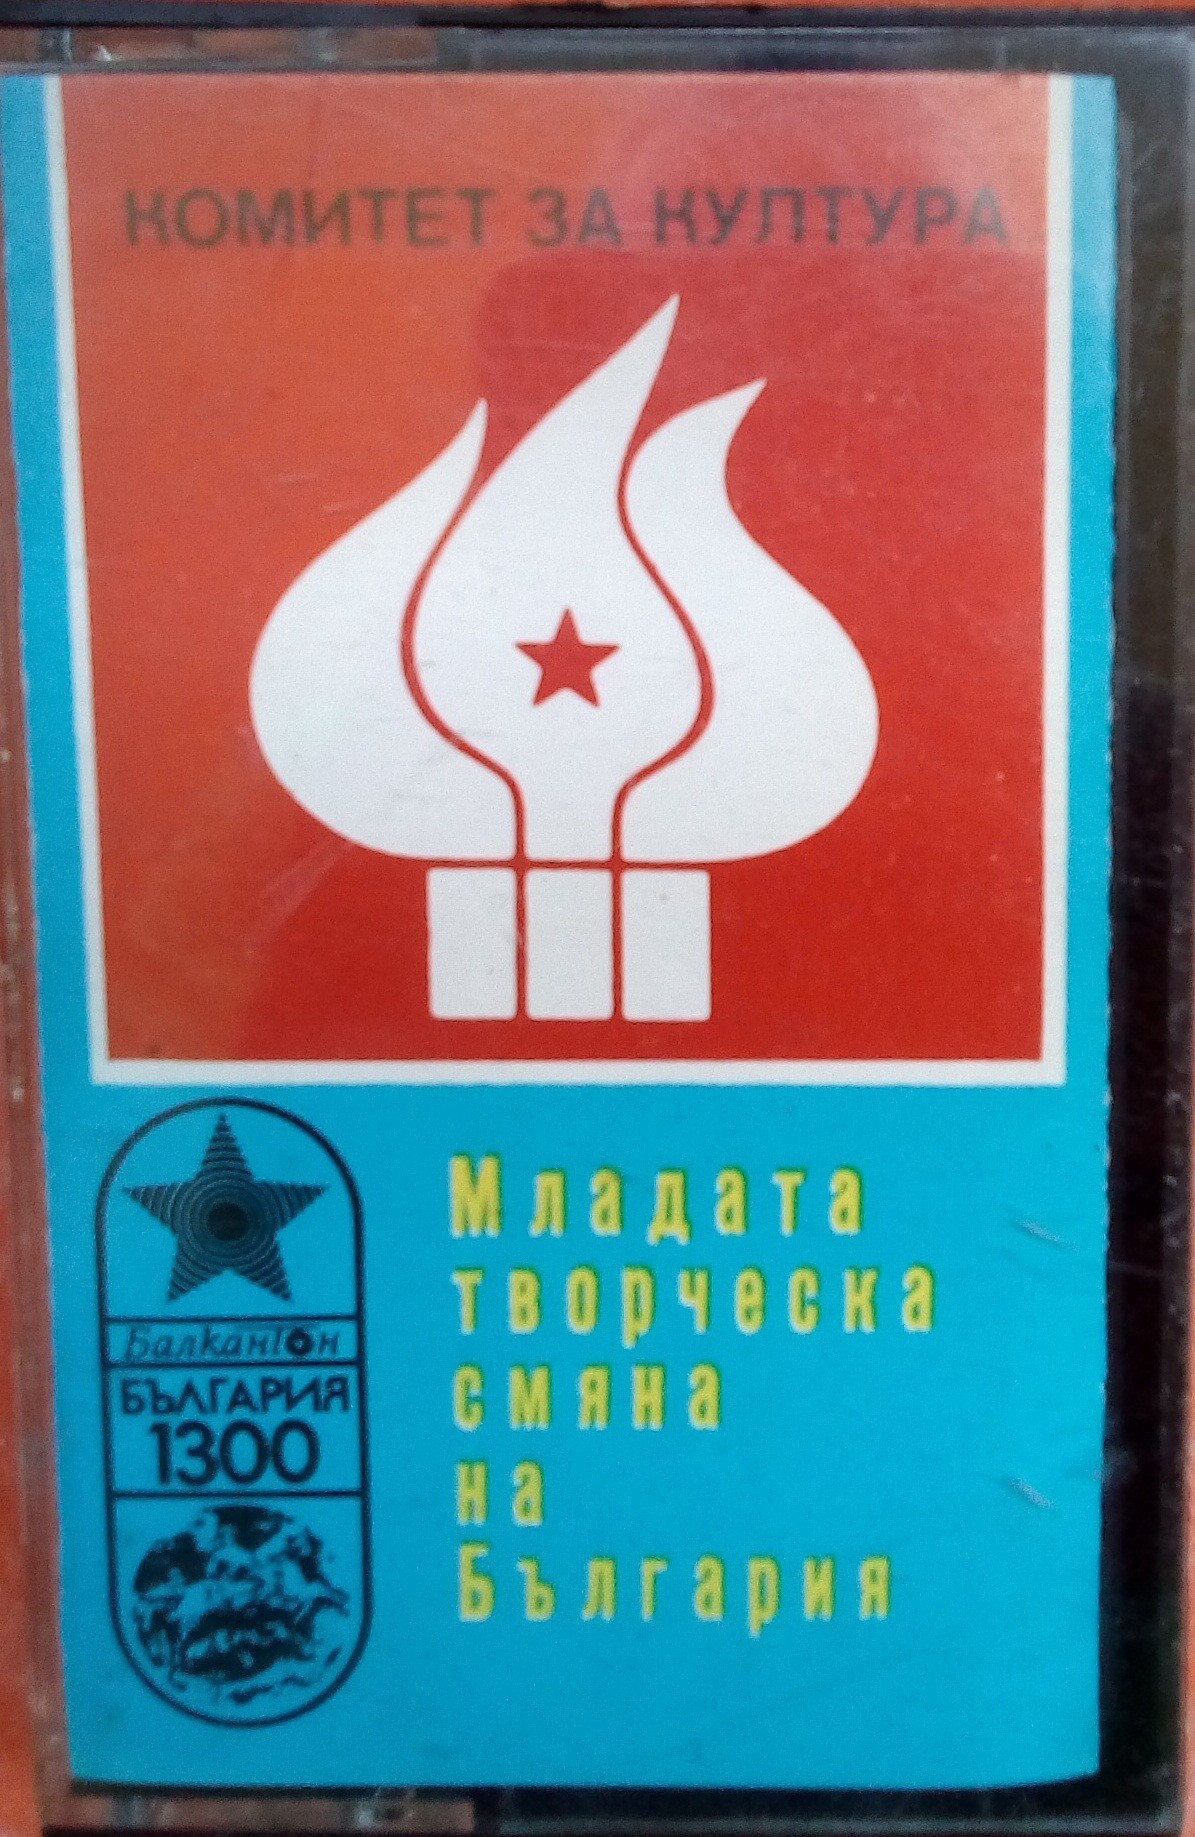 КОМИТЕТ ЗА КУЛТУРА
Младата
творческа
смяна
на
България
Балкантон
БЪЛГАРИЯ
1300